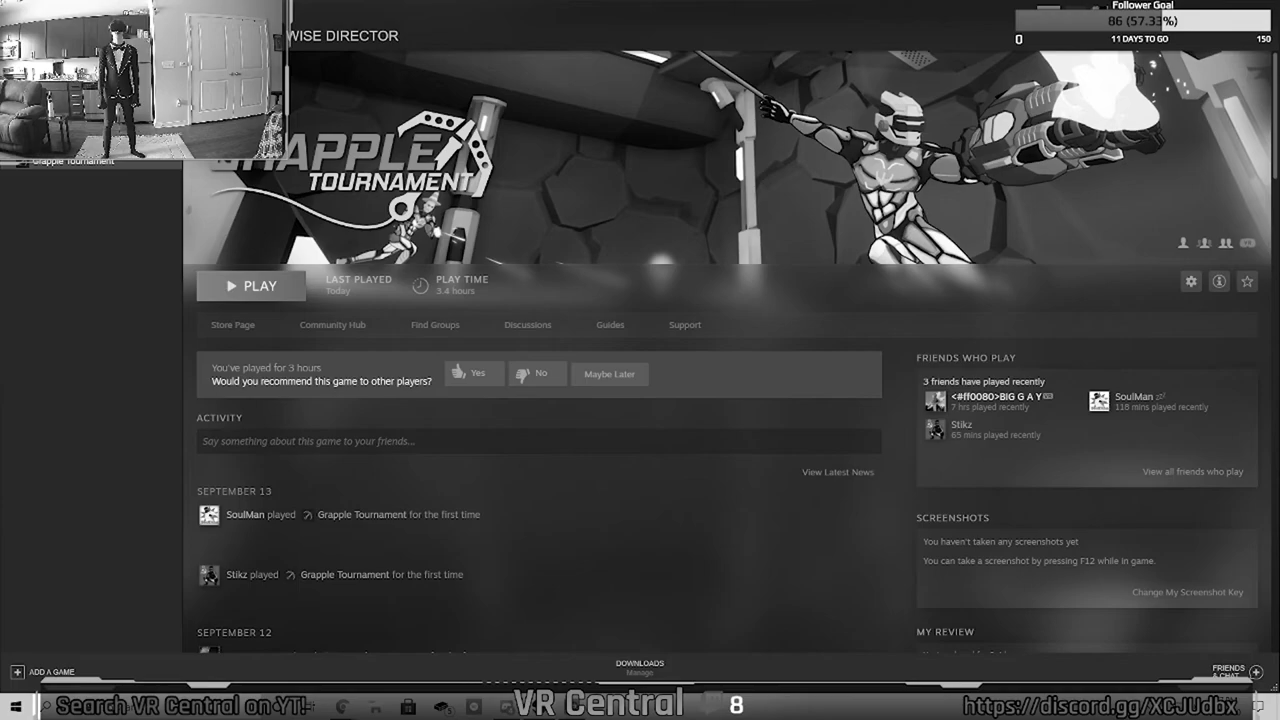 Follower Goal
86 (57.33%)
0 11 DAYS TO GO 150
WISE DIRECTOR
Grapple Tournament
GRAPPLE
TOURNAMENT
PLAY
LAST PLAYED
Today
PLAY TIME
3.4 hours
Store Page Community Hub Find Groups Discussions Guides Support
You've played for 3 hours
Would you recommend this game to other players?
Yes No Maybe Later
ACTIVITY
Say something about this game to your friends...
View Latest News
SEPTEMBER 13
SoulMan played Grapple Tournament for the first time
Stikz played Grapple Tournament for the first time
SEPTEMBER 12
FRIENDS WHO PLAY
3 friends have played recently
<#ff0080>BIG G A Y VR
7 hrs played recently
SoulMan
118 mins played recently
Stikz
65 mins played recently
View all friends who play
SCREENSHOTS
You haven't taken any screenshots yet
You can take a screenshot by pressing F12 while in game.
Change My Screenshot Key
MY REVIEW
ADD A GAME
DOWNLOADS
Manage
FRIENDS
& CHAT
Search VR Central on YT!
VR Central
8
https://discord.gg/XCJUdbx